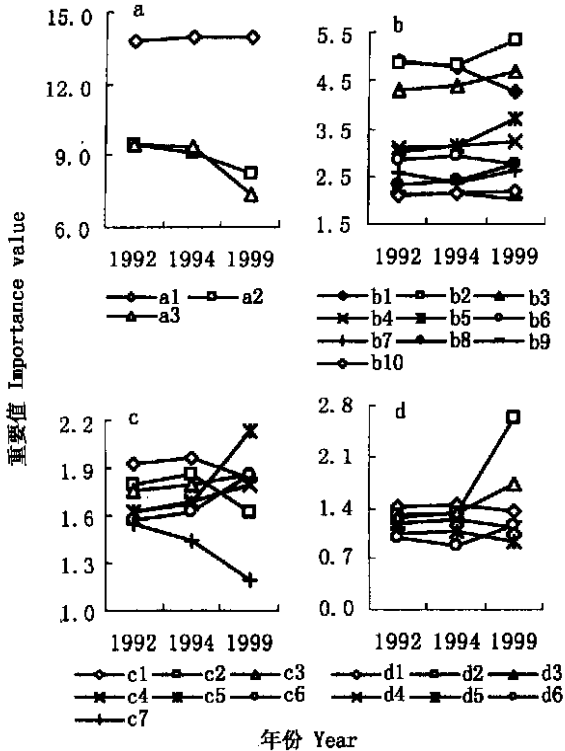 a
15.0
12.0
9.0
6.0
1992 1994 1999
a1 a2
a3
b
5.5
4.5
3.5
2.5
1.5
1992 1994 1999
b1 b2 b3
b4 b5 b6
b7 b8 b9
b10
重要值 Importance value
c
2.2
1.9
1.6
1.3
1.0
1992 1994 1999
c1 c2 c3
c4 c5 c6
c7
d
2.8
2.1
1.4
0.7
0.0
1992 1994 1999
d1 d2 d3
d4 d5 d6
年份 Year